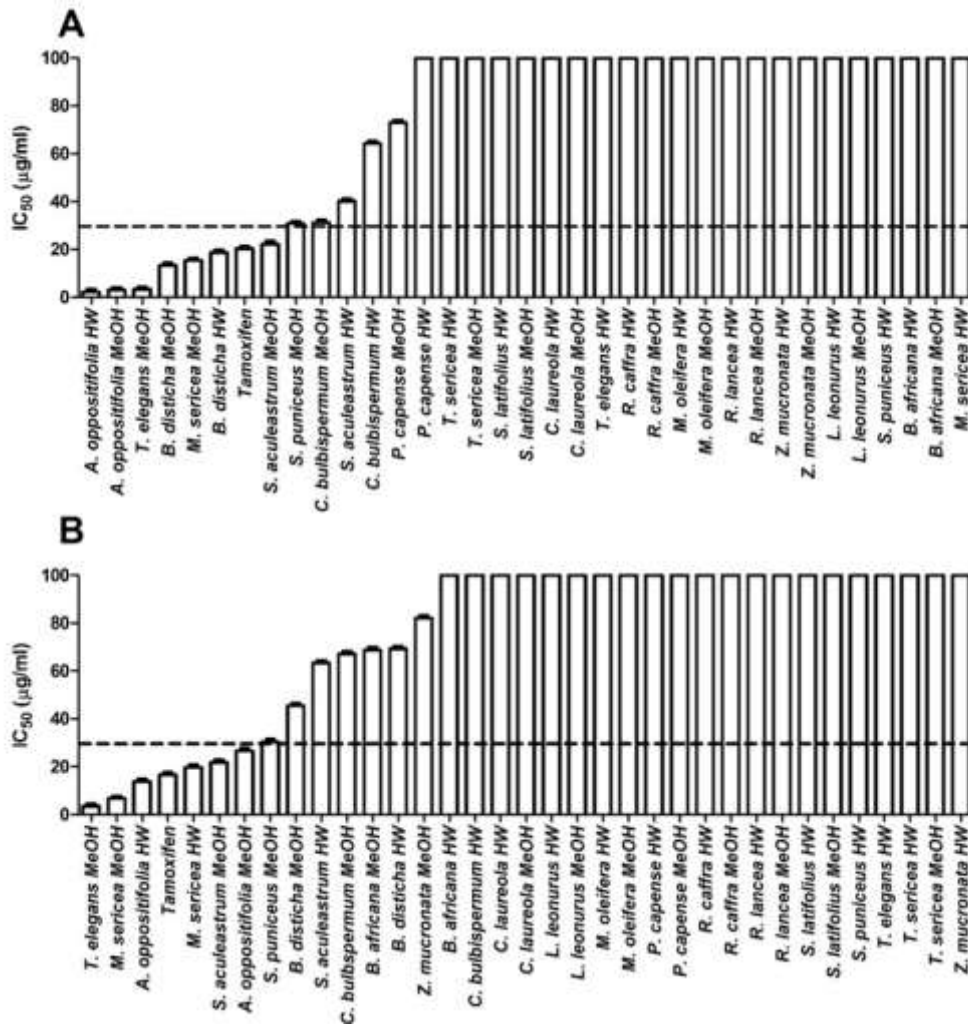 A
100
80
60
40
20
0
IC50 (µg/ml)
A. oppositifolia HW
A. oppositifolia MeOH
T. elegans MeOH
B. disticha MeOH
M. sericea MeOH
B. disticha HW
Tamoxifen
S. aculeastrum MeOH
S. puniceus MeOH
C. bulbispermum MeOH
S. aculeastrum HW
C. bulbispermum HW
P. capense MeOH
P. capense HW
T. sericea HW
T. sericea MeOH
S. latifolius HW
S. latifolius MeOH
C. laureola HW
C. laureola MeOH
T. elegans HW
R. caffra HW
R. caffra MeOH
M. oleifera HW
M. oleifera MeOH
R. lancea HW
R. lancea MeOH
Z. mucronata HW
Z. mucronata MeOH
L. leonurus HW
L. leonurus MeOH
S. puniceus HW
B. africana HW
B. africana MeOH
M. sericea HW
B
100
80
60
40
20
0
IC50 (µg/ml)
T. elegans MeOH
M. sericea MeOH
A. oppositifolia HW
Tamoxifen
M. sericea HW
S. aculeastrum MeOH
A. oppositifolia MeOH
S. puniceus MeOH
B. disticha MeOH
S. aculeastrum HW
C. bulbspermum MeOH
B. africana MeOH
B. disticha HW
Z. mucronata MeOH
B. africana HW
C. bulbispermum HW
C. laureola HW
C. laureola MeOH
L. leonurus HW
L. leonurus MeOH
M. oleifera HW
M. oleifera MeOH
P. capense HW
P. capense MeOH
R. caffra HW
R. caffra MeOH
R. lancea HW
R. lancea MeOH
S. latifolius HW
S. latifolius MeOH
S. puniceus HW
T. elegans HW
T. sericea HW
T. sericea MeOH
Z. mucronata HW